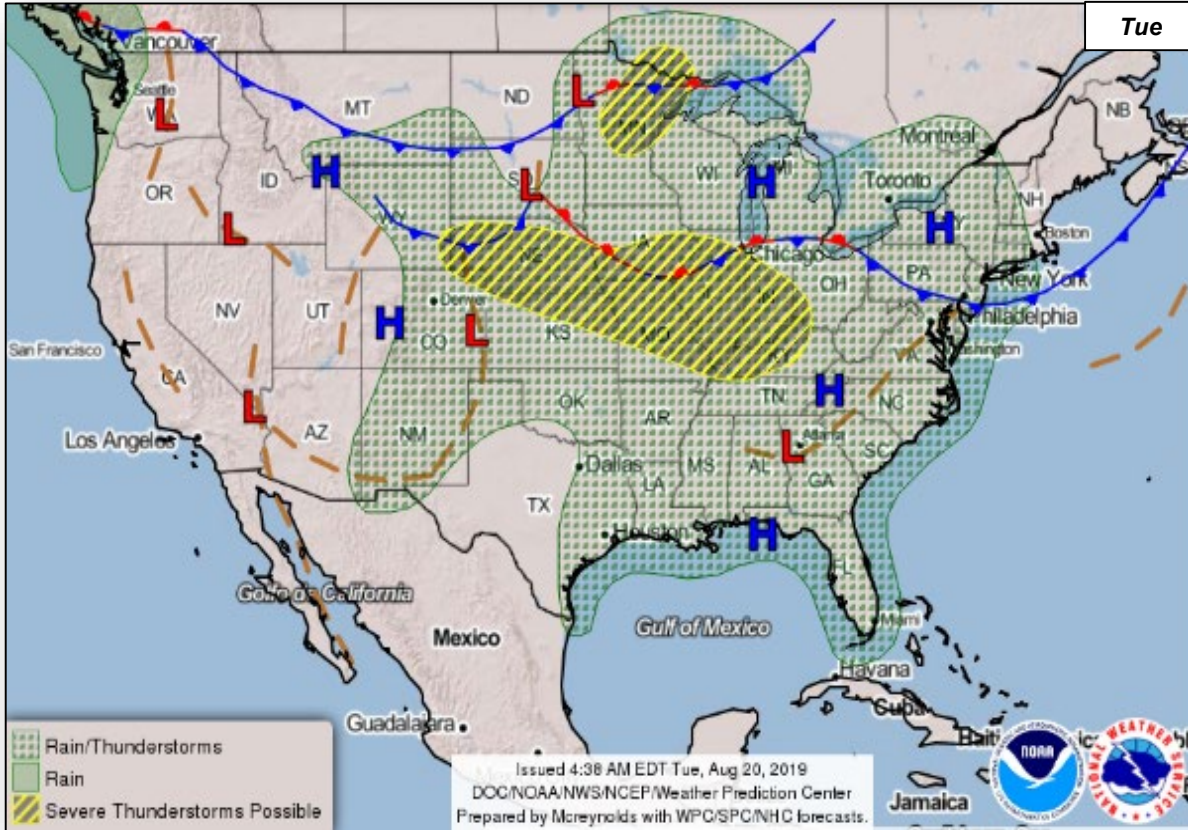 Tue
Vancouver
Seattle
WA
MT
ND
MN
Montreal
NB
OR
ID
SD
WI
MI
Toronto
NH
Boston
WY
NE
IA
Chicago
NY
PA
New York
NV
UT
Denver
CO
KS
MO
IN
OH
KY
VA
Philadelphia
Washington
San Francisco
CA
Los Angeles
AZ
NM
OK
AR
TN
NC
SC
Atlanta
Dallas
TX
LA
MS
AL
GA
Houston
FL
Miami
Golfo de California
Mexico
Gulf of Mexico
Havana
Cuba
Guadalajara
Jamaica
H
H
H
H
H
H
L
L
L
L
L
L
L
Rain/Thunderstorms
Rain
Severe Thunderstorms Possible
Issued 4:38 AM EDT Tue, Aug 20, 2019
DOC/NOAA/NWS/NCEP/Weather Prediction Center
Prepared by Mcreynolds with WPC/SPC/NHC forecasts.
NOAA
NATIONAL WEATHER SERVICE